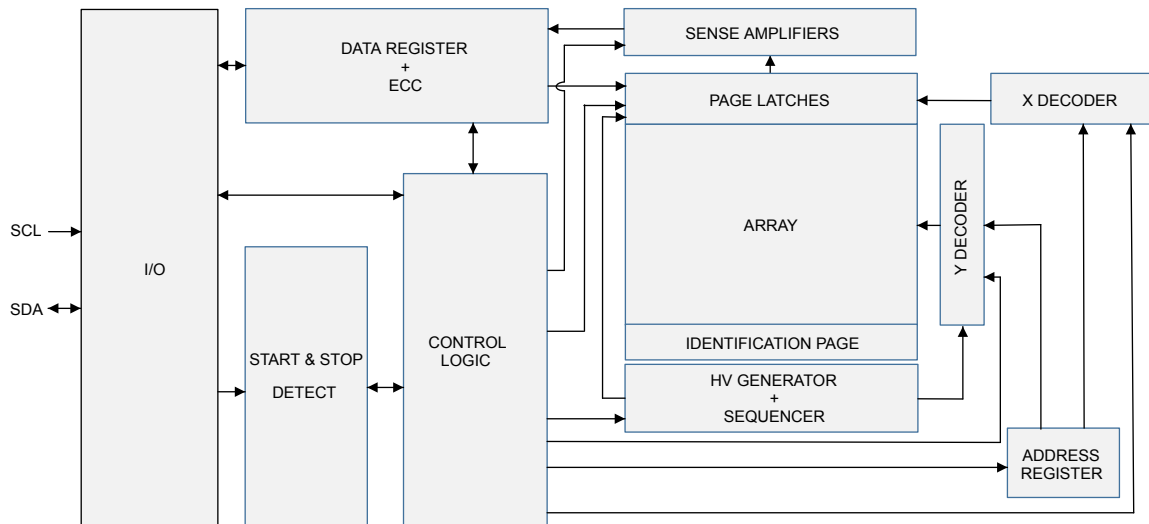 DATA REGISTER
+
ECC
SENSE AMPLIFIERS
PAGE LATCHES
X DECODER
SCL
SDA
I/O
START & STOP
DETECT
CONTROL
LOGIC
ARRAY
Y DECODER
IDENTIFICATION PAGE
HV GENERATOR
+
SEQUENCER
ADDRESS
REGISTER